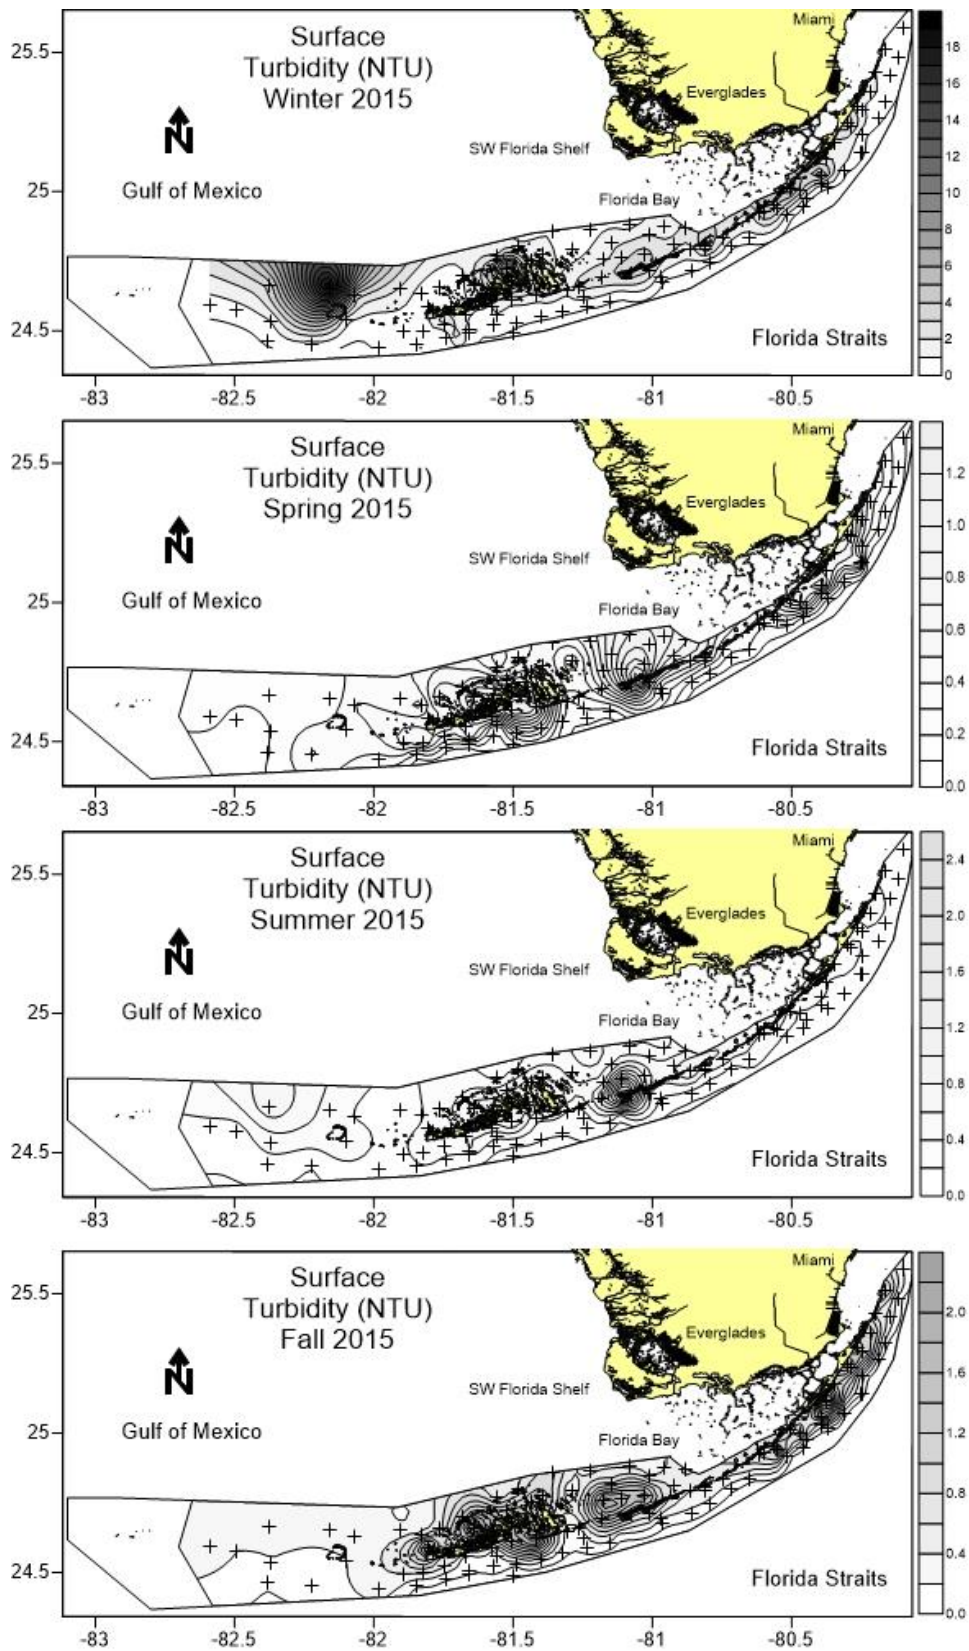 Surface
Turbidity (NTU)
Winter 2015
Miami
Everglades
SW Florida Shelf
Florida Bay
Gulf of Mexico
Florida Straits
N
25.5
25
24.5
-83
-82.5
-82
-81.5
-81
-80.5
18
16
14
12
10
8
6
4
2
0
Surface
Turbidity (NTU)
Spring 2015
Miami
Everglades
SW Florida Shelf
Florida Bay
Gulf of Mexico
Florida Straits
N
25.5
25
24.5
-83
-82.5
-82
-81.5
-81
-80.5
1.2
1.0
0.8
0.6
0.4
0.2
0.0
Surface
Turbidity (NTU)
Summer 2015
Miami
Everglades
SW Florida Shelf
Florida Bay
Gulf of Mexico
Florida Straits
N
25.5
25
24.5
-83
-82.5
-82
-81.5
-81
-80.5
2.4
2.0
1.6
1.2
0.8
0.4
0.0
Surface
Turbidity (NTU)
Fall 2015
Miami
Everglades
SW Florida Shelf
Florida Bay
Gulf of Mexico
Florida Straits
N
25.5
25
24.5
-83
-82.5
-82
-81.5
-81
-80.5
2.0
1.6
1.2
0.8
0.4
0.0